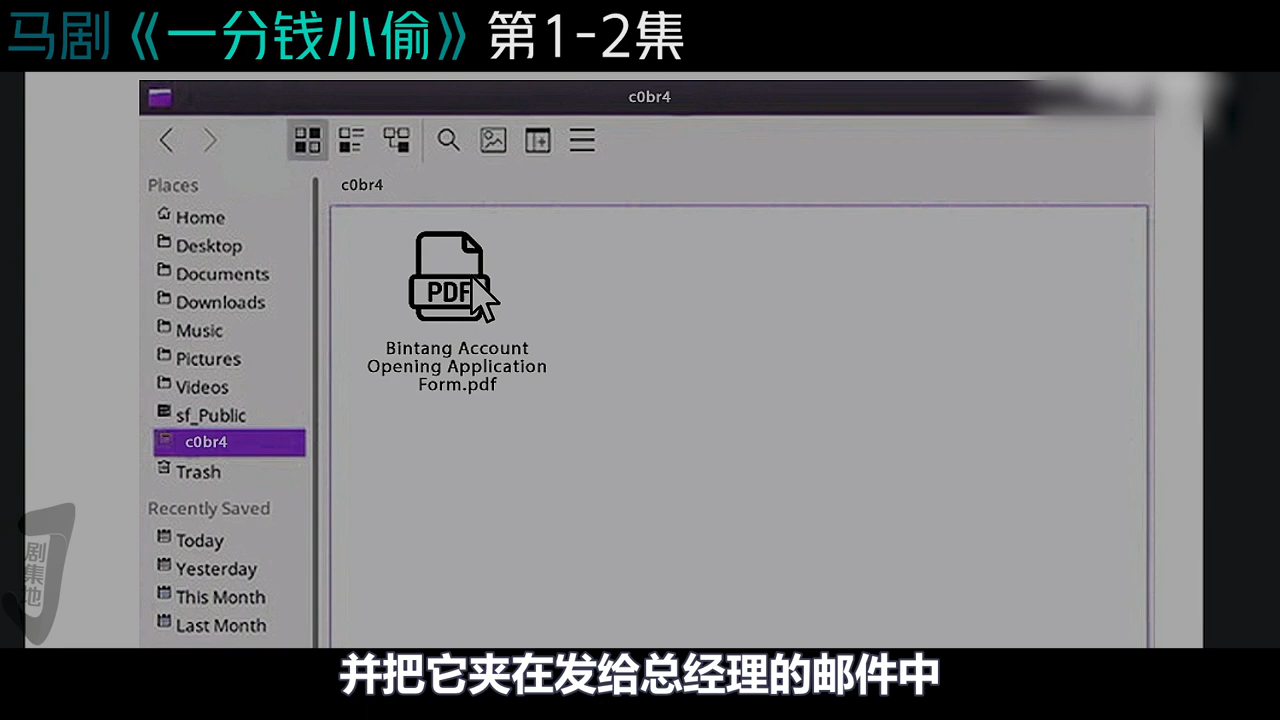 马剧《一分钱小偷》第1-2集
c0br4
Places
c0br4
Home
Desktop
Documents
Downloads
Music
Pictures
Videos
sf_Public
c0br4
Trash
Recently Saved
Today
Yesterday
This Month
Last Month
PDF
Bintang Account
Opening Application
Form.pdf
剧集地
并把它夹在发给总经理的邮件中